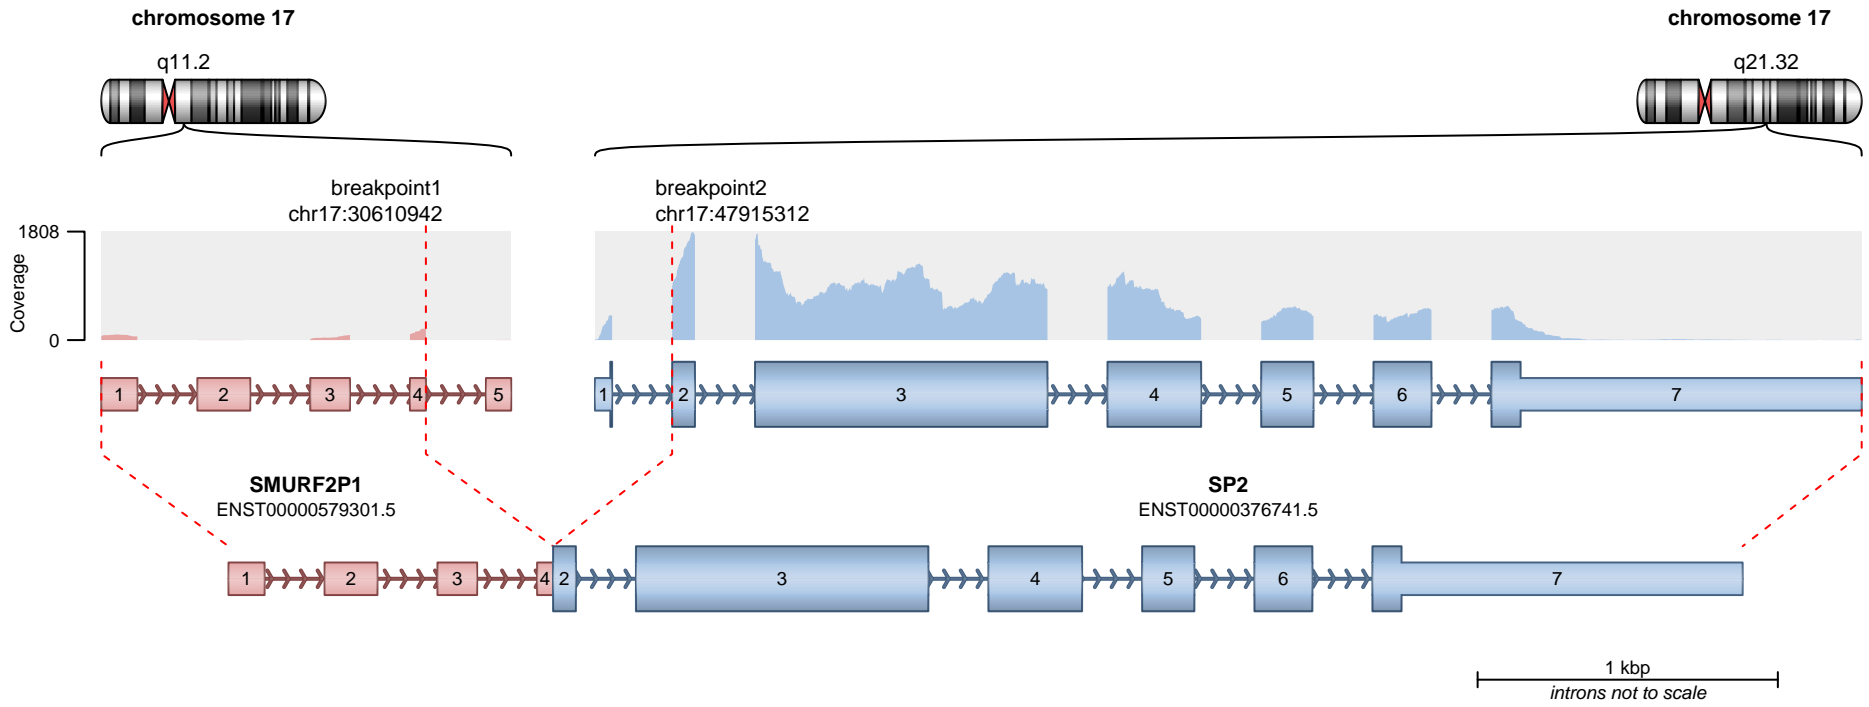 chromosome 17
chromosome 17
q11.2
q21.32
breakpoint1
chr17:30610942
breakpoint2
chr17:47915312
1808
0
Coverage
1 2 3 4 5
1 2 3 4 5 6 7
SMURF2P1
ENST00000579301.5
SP2
ENST00000376741.5
1 2 3 4 2 3 4 5 6 7
1 kbp
introns not to scale